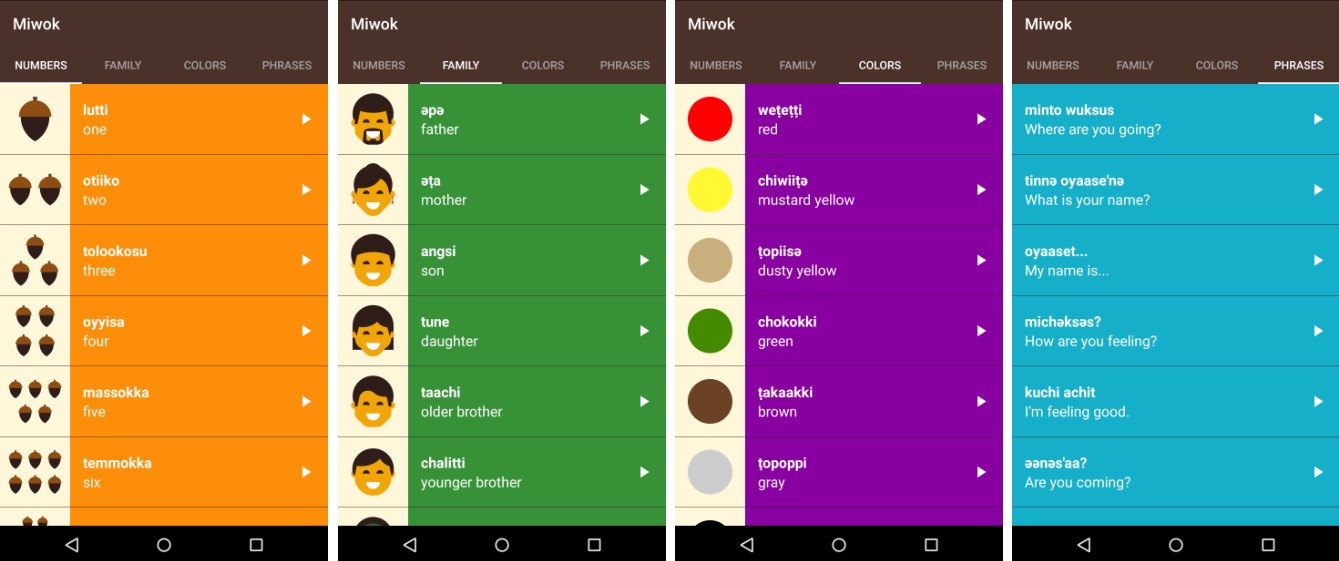 Miwok
NUMBERS FAMILY COLORS PHRASES
lutti
one
otiiko
two
tolookosu
three
oyyisa
four
massokka
five
temmokka
six
Miwok
NUMBERS FAMILY COLORS PHRASES
əpə
father
əṭa
mother
angsi
son
tune
daughter
taachi
older brother
chalitti
younger brother
Miwok
NUMBERS FAMILY COLORS PHRASES
weṭeṭṭi
red
chiwiiṭə
mustard yellow
ṭopiisə
dusty yellow
chokokki
green
ṭakaakki
brown
ṭopoppi
gray
Miwok
NUMBERS FAMILY COLORS PHRASES
minto wuksus
Where are you going?
tinnə oyaase'nə
What is your name?
oyaaset...
My name is...
michəksəs?
How are you feeling?
kuchi achit
I'm feeling good.
əənəs'aa?
Are you coming?